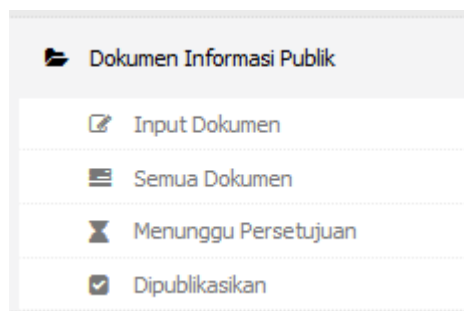 Dokumen Informasi Publik
Input Dokumen
Semua Dokumen
Menunggu Persetujuan
Dipublikasikan